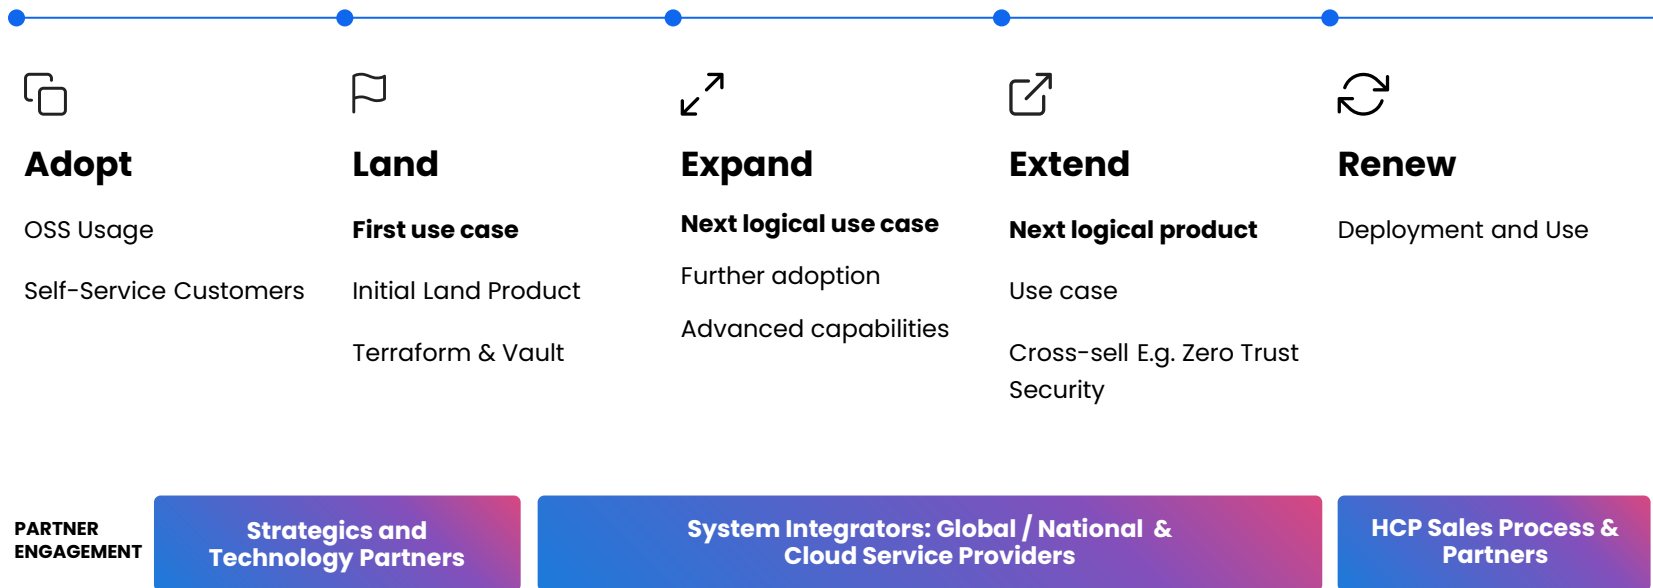 Adopt
OSS Usage
Self-Service Customers
Land
First use case
Initial Land Product
Terraform & Vault
Expand
Next logical use case
Further adoption
Advanced capabilities
Extend
Next logical product
Use case
Cross-sell E.g. Zero Trust
Security
Renew
Deployment and Use
PARTNER
ENGAGEMENT
Strategics and
Technology Partners
System Integrators: Global / National &
Cloud Service Providers
HCP Sales Process &
Partners